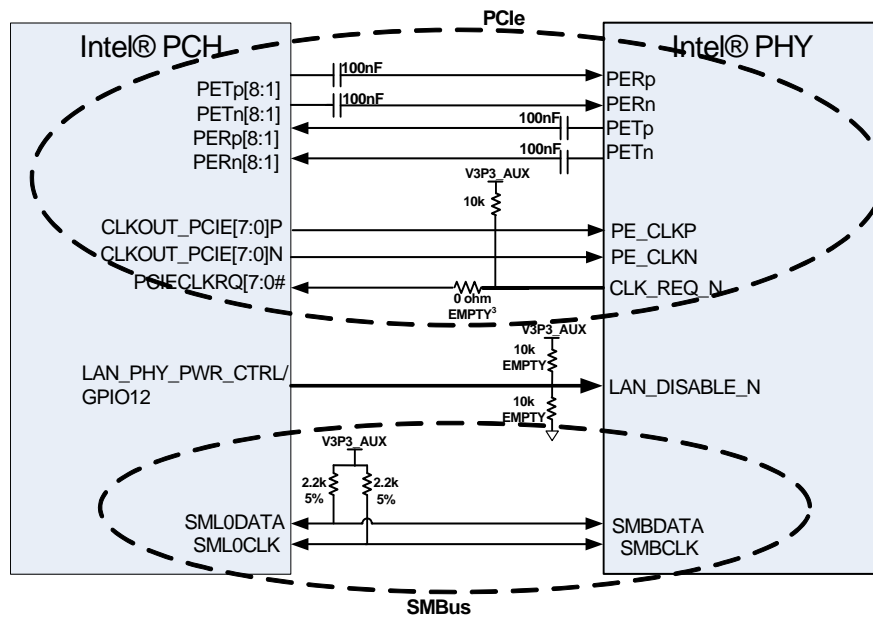 PCIe
Intel® PCH
Intel® PHY
100nF
PETp[8:1]
PERp
100nF
PETn[8:1]
PERn
100nF
PERp[8:1]
PETp
100nF
PERn[8:1]
PETn
V3P3_AUX
10k
CLKOUT_PCIE[7:0]P
PE_CLKP
CLKOUT_PCIE[7:0]N
PE_CLKN
PCIECLKRQ[7:0#
CLK_REQ_N
0 ohm
EMPTY³
V3P3_AUX
10k
EMPTY
LAN_PHY_PWR_CTRL/
GPIO12
LAN_DISABLE_N
10k
EMPTY
V3P3_AUX
2.2k
5%
2.2k
5%
SML0DATA
SMBDATA
SML0CLK
SMBCLK
SMBus